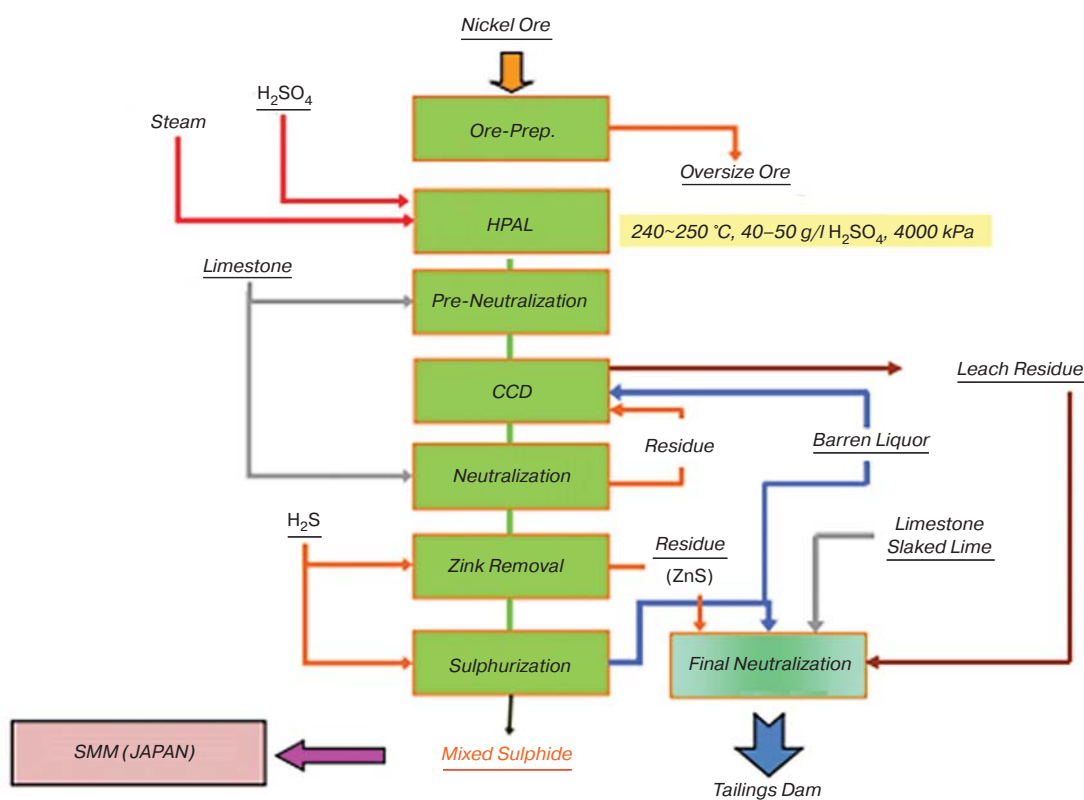 Nickel Ore
H₂SO₄
Steam
Ore-Prep.
Oversize Ore
HPAL
240~250 °C, 40–50 g/l H₂SO₄, 4000 kPa
Limestone
Pre-Neutralization
CCD
Leach Residue
Residue
Barren Liquor
Neutralization
H₂S
Limestone
Slaked Lime
Zink Removal
Residue
(ZnS)
Sulphurization
Final Neutralization
SMM (JAPAN)
Mixed Sulphide
Tailings Dam